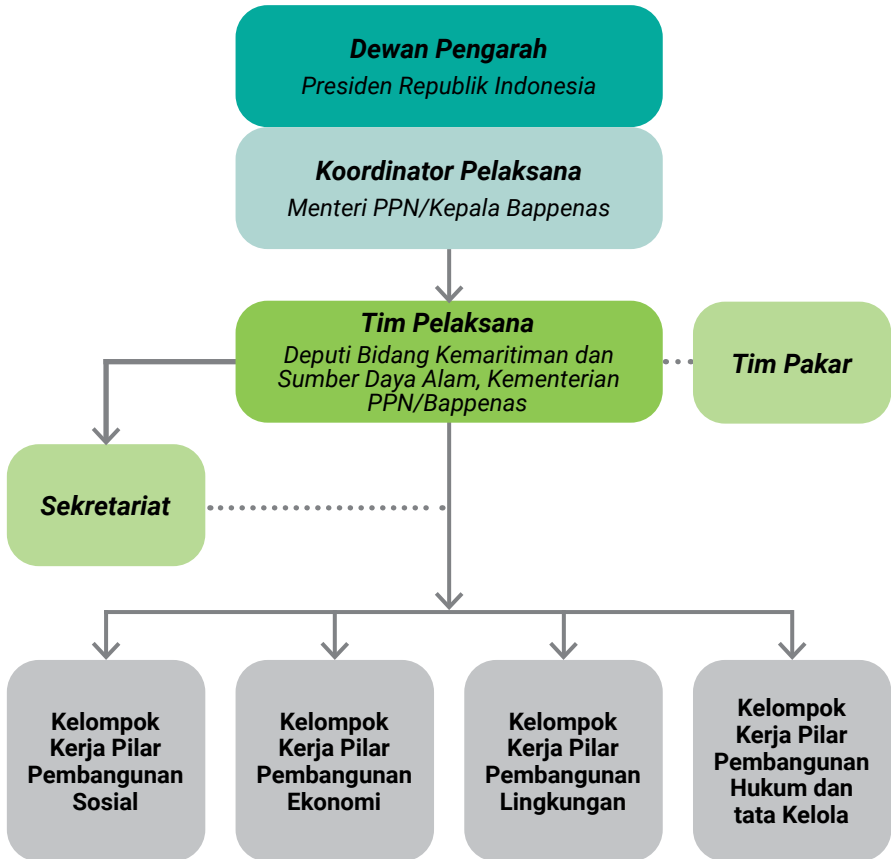 Dewan Pengarah
Presiden Republik Indonesia
Koordinator Pelaksana
Menteri PPN/Kepala Bappenas
Tim Pelaksana
Deputi Bidang Kemaritiman dan
Sumber Daya Alam, Kementerian
PPN/Bappenas
Tim Pakar
Sekretariat
Kelompok
Kerja Pilar
Pembangunan
Sosial
Kelompok
Kerja Pilar
Pembangunan
Ekonomi
Kelompok
Kerja Pilar
Pembangunan
Lingkungan
Kelompok
Kerja Pilar
Pembangunan
Hukum dan
tata Kelola